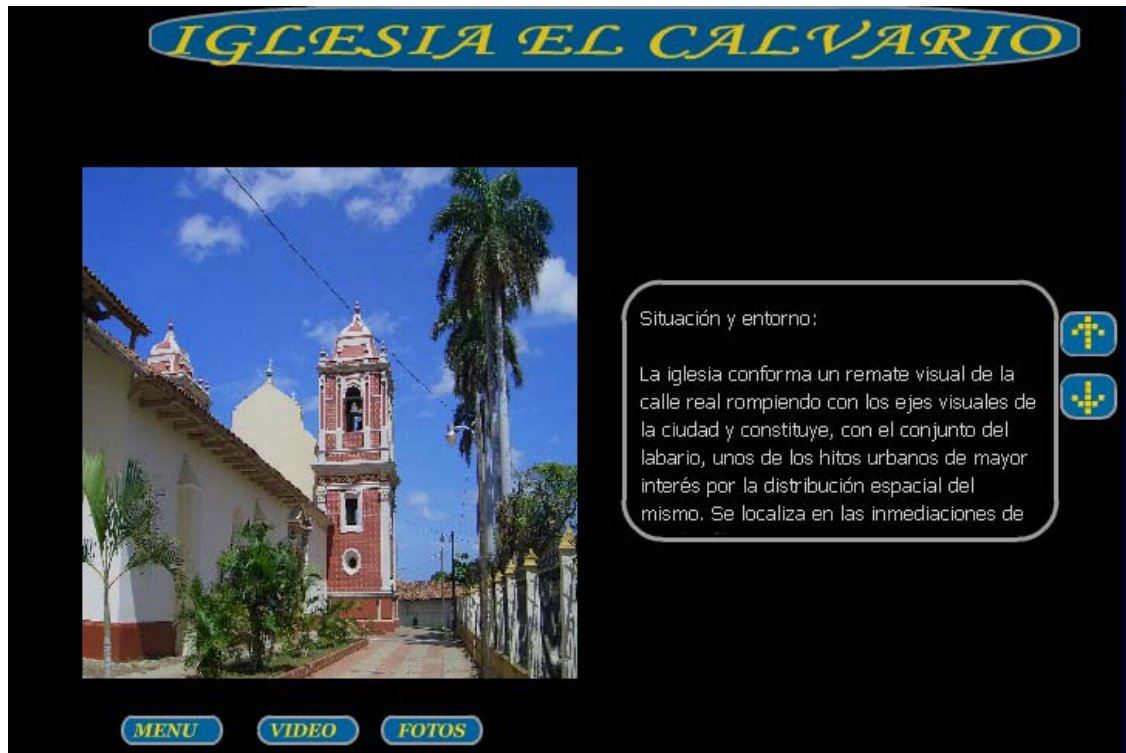 IGLESIA EL CALVARIO
Situación y entorno:
La iglesia conforma un remate visual de la
calle real rompiendo con los ejes visuales de
la ciudad y constituye, con el conjunto del
labario, unos de los hitos urbanos de mayor
interés por la distribución espacial del
mismo. Se localiza en las inmediaciones de
MENU
VIDEO
FOTOS